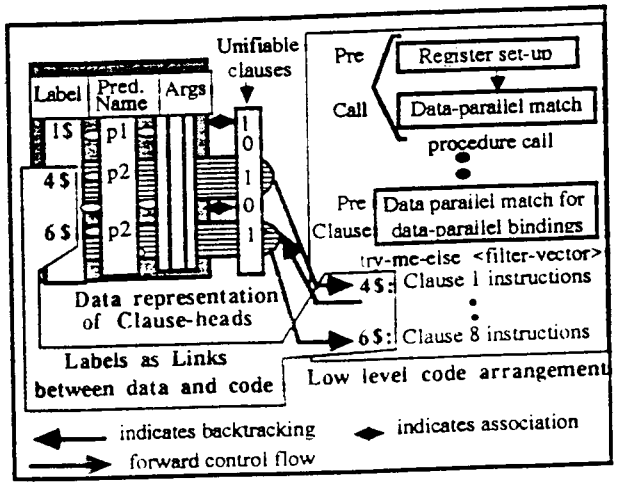 Unifiable
clauses
Label
Pred.
Name
Args
1$
p1
4$
p2
6$
p2
1
0
1
0
1
Data representation
of Clause-heads
Labels as Links
between data and code
Pre
Call
Register set-up
Data-parallel match
procedure call
Pre
Clause
Data parallel match for
data-parallel bindings
try-me-else <filter-vector>
4$: Clause 1 instructions
6$: Clause 8 instructions
Low level code arrangement
indicates backtracking
indicates association
forward control flow